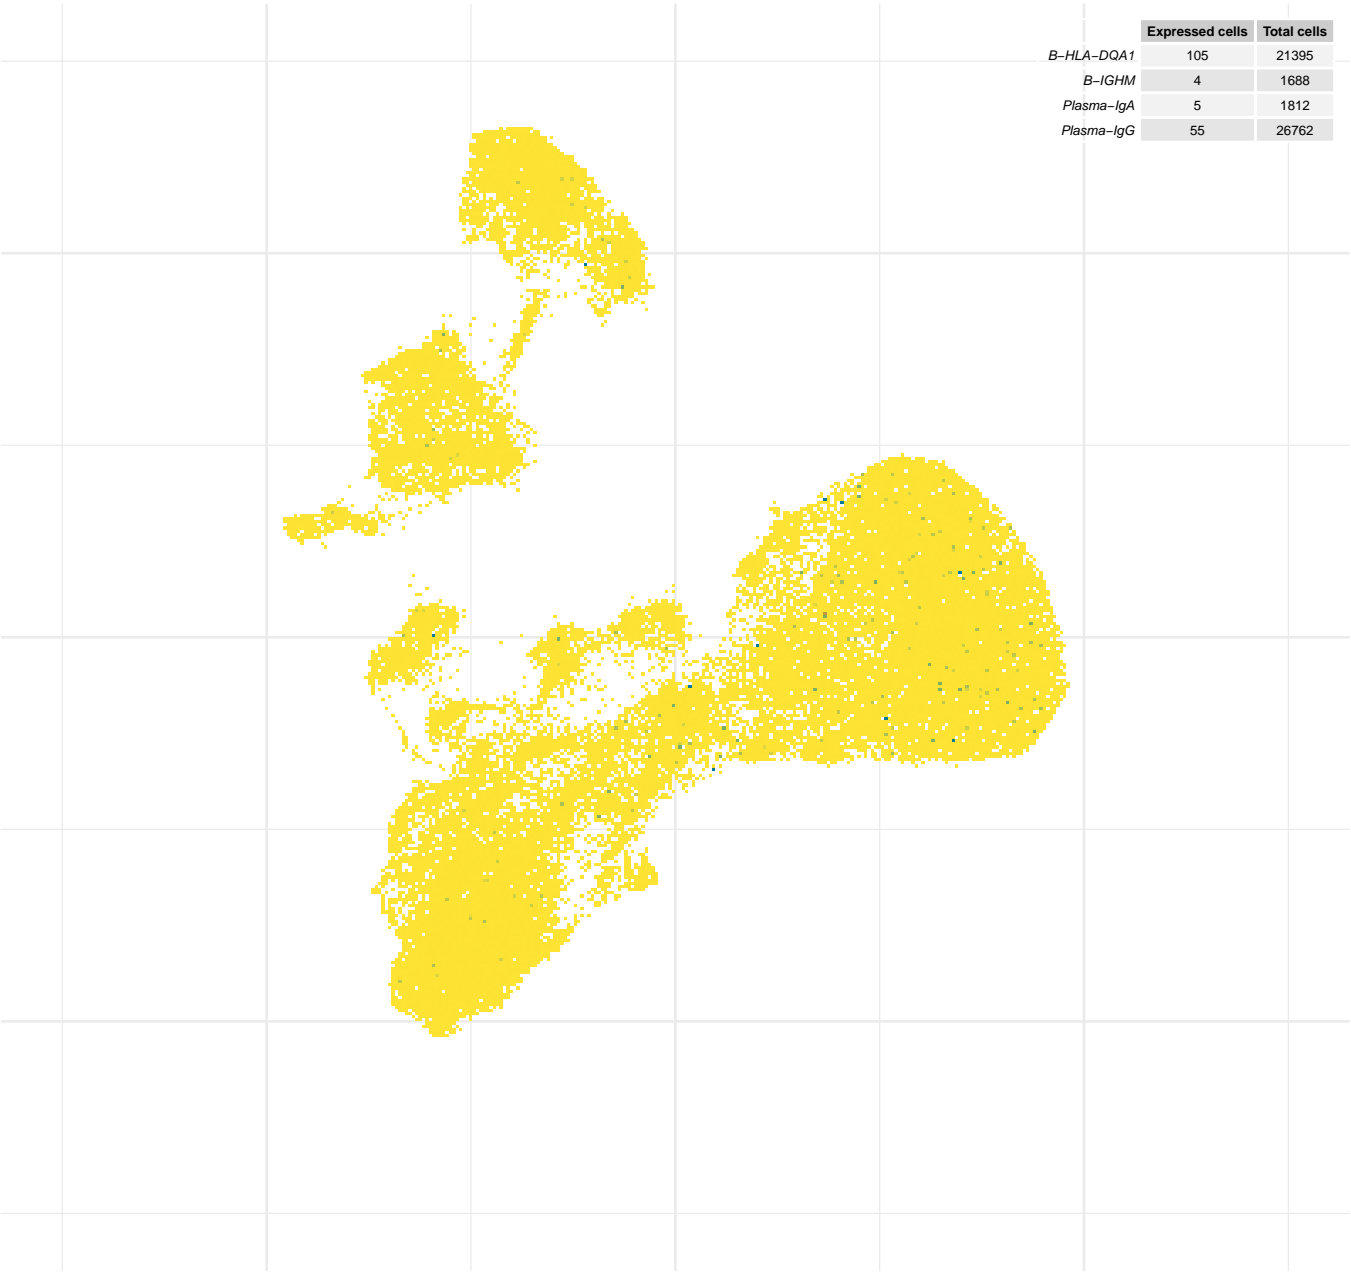 Expressed cells Total cells
B−HLA−DQA1 105 21395
B−IGHM 4 1688
Plasma−IgA 5 1812
Plasma−IgG 55 26762